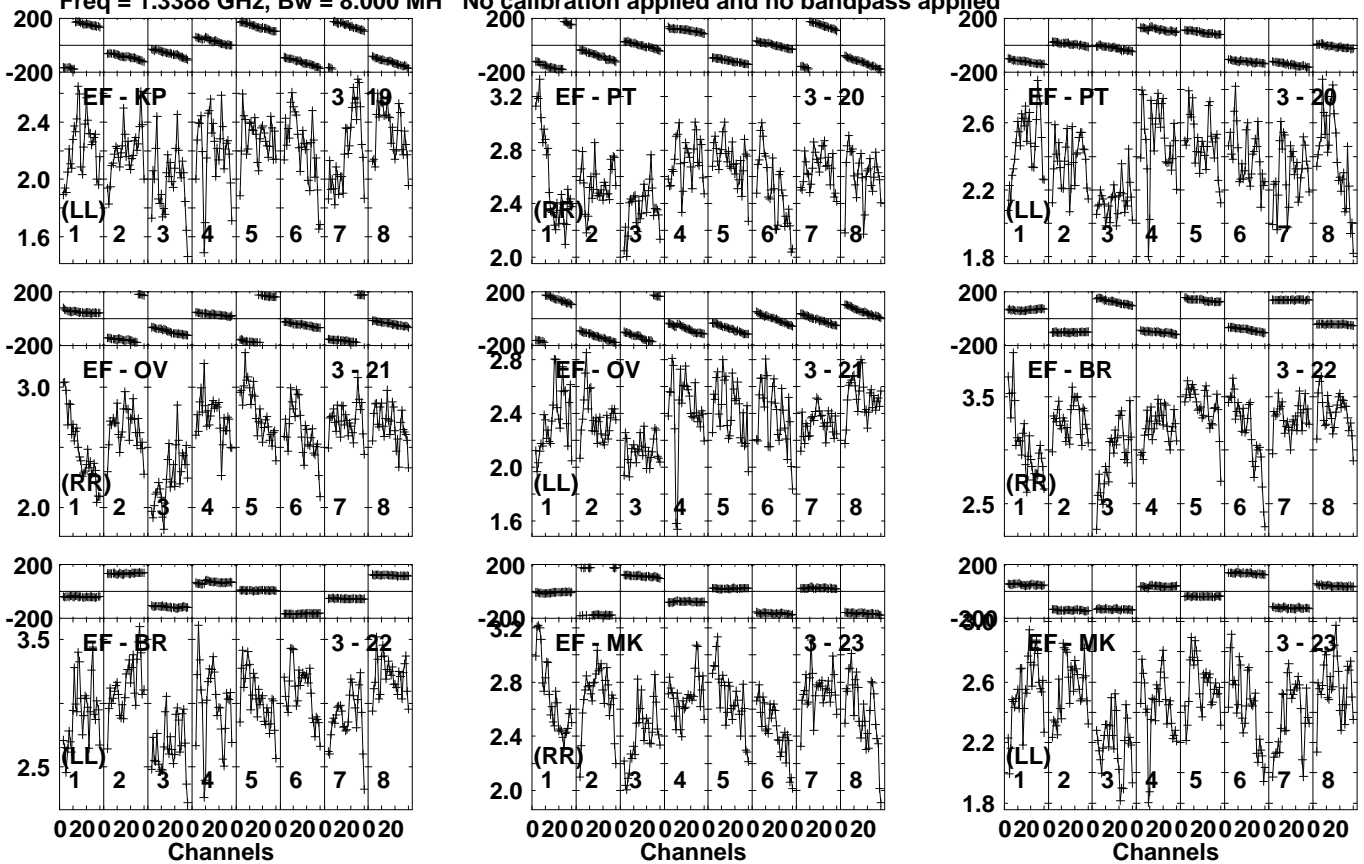 Freq = 1.3388 GHz, Bw = 8.000 MH No calibration applied and no bandpass applied
200
-200
EF - KP 3 - 19
2.4
2.0
1.6
(LL)
1 2 3 4 5 6 7 8
200
-200
EF - PT 3 - 20
3.2
2.8
2.4
2.0
(RR)
1 2 3 4 5 6 7 8
200
-200
EF - PT 3 - 20
2.6
2.2
1.8
(LL)
1 2 3 4 5 6 7 8
200
-200
EF - OV 3 - 21
3.0
2.0
(RR)
1 2 3 4 5 6 7 8
200
-200
EF - OV 3 - 21
2.8
2.4
2.0
1.6
(LL)
1 2 3 4 5 6 7 8
200
-200
EF - BR 3 - 22
3.5
2.5
(RR)
1 2 3 4 5 6 7 8
200
-200
EF - BR 3 - 22
3.5
2.5
(LL)
1 2 3 4 5 6 7 8
0 20 0 20 0 20 0 20 0 20 0 20 0 20 0 20
Channels
200
-200
EF - MK 3 - 23
3.2
2.8
2.4
2.0
(RR)
1 2 3 4 5 6 7 8
0 20 0 20 0 20 0 20 0 20 0 20 0 20 0 20
Channels
200
-200
EF - MK 3 - 23
3.0
2.6
2.2
1.8
(LL)
1 2 3 4 5 6 7 8
0 20 0 20 0 20 0 20 0 20 0 20 0 20 0 20
Channels